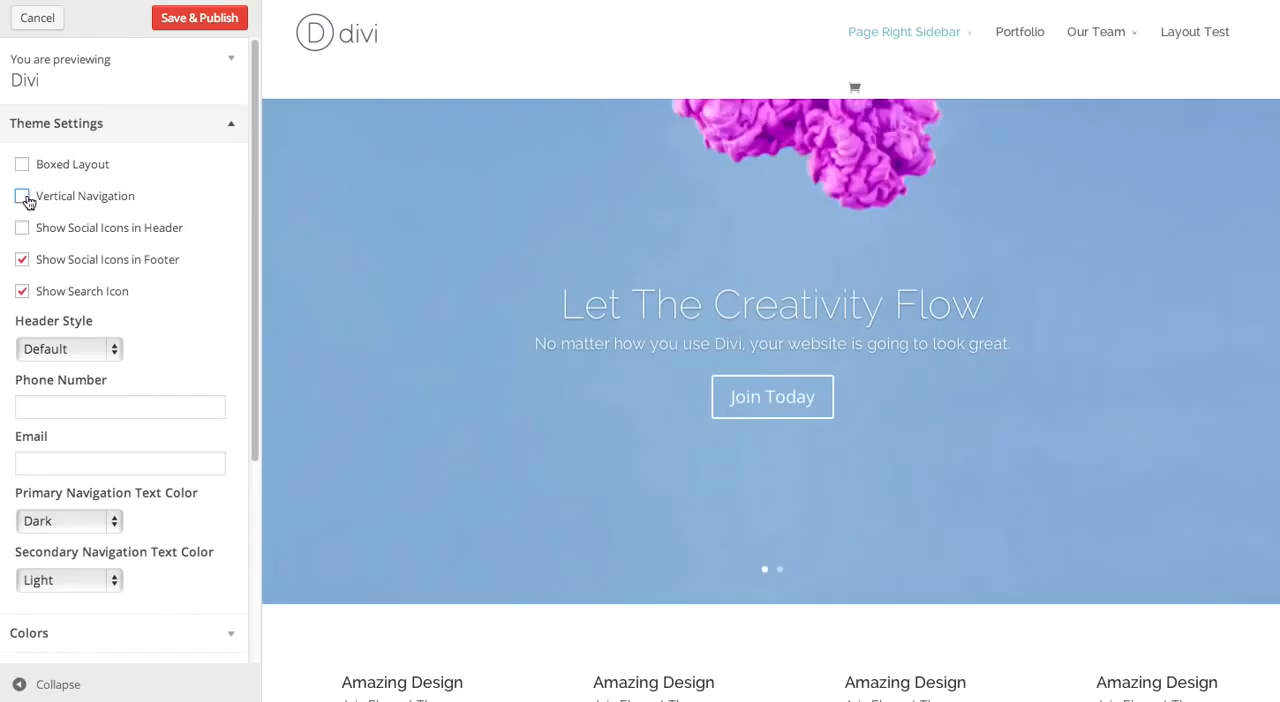 Cancel
Save & Publish
You are previewing
Divi
Theme Settings
Boxed Layout
Vertical Navigation
Show Social Icons in Header
Show Social Icons in Footer
Show Search Icon
Header Style
Default
Phone Number
Email
Primary Navigation Text Color
Dark
Secondary Navigation Text Color
Light
Colors
Collapse
D divi
Page Right Sidebar Portfolio Our Team Layout Test
Let The Creativity Flow
No matter how you use Divi, your website is going to look great.
Join Today
Amazing Design Amazing Design Amazing Design Amazing Design